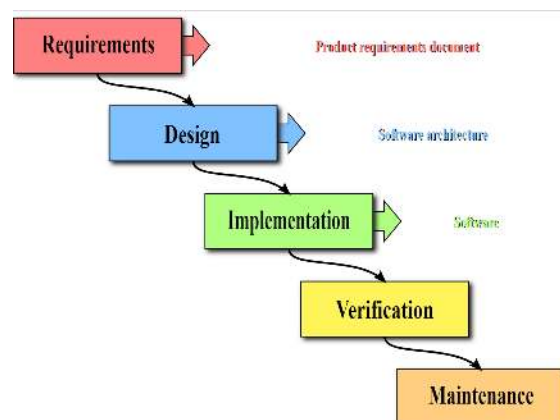 Requirements
Product requirements document
Design
Software architecture
Implementation
Software
Verification
Maintenance